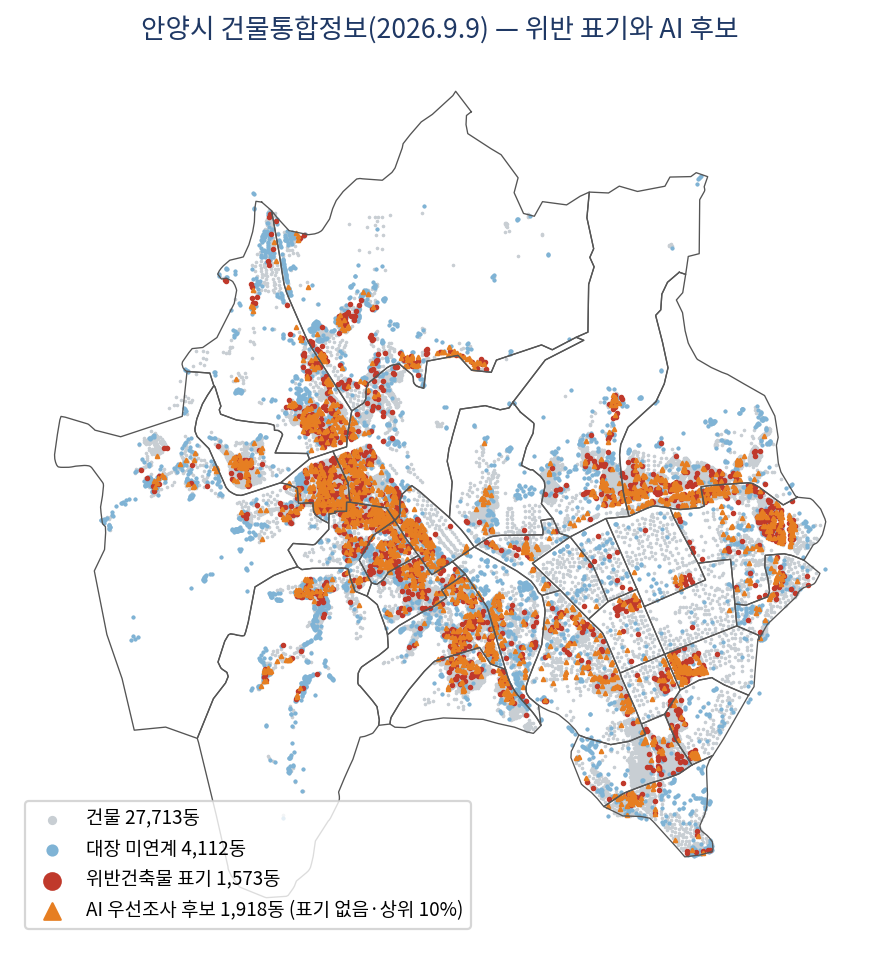 안양시 건물통합정보(2026.9.9) — 위반 표기와 AI 후보
건물 27,713동
대장 미연계 4,112동
위반건축물 표기 1,573동
AI 우선조사 후보 1,918동 (표기 없음·상위 10%)